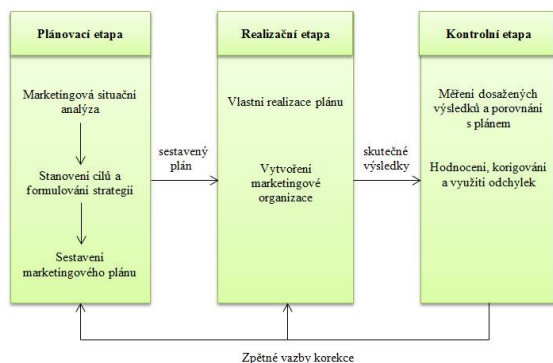 Plánovací etapa
Marketingová situační
analýza
Stanovení cílů a
formulování strategii
Sestavení
marketingového plánu
sestavený
plán
Realizační etapa
Vlastní realizace plánu
Vytvoření
marketingové
organizace
skutečné
výsledky
Kontrolní etapa
Měření dosažených
výsledků a porovnání
s plánem
Hodnocení, korigování
a využití odchylek
Zpětné vazby korekce